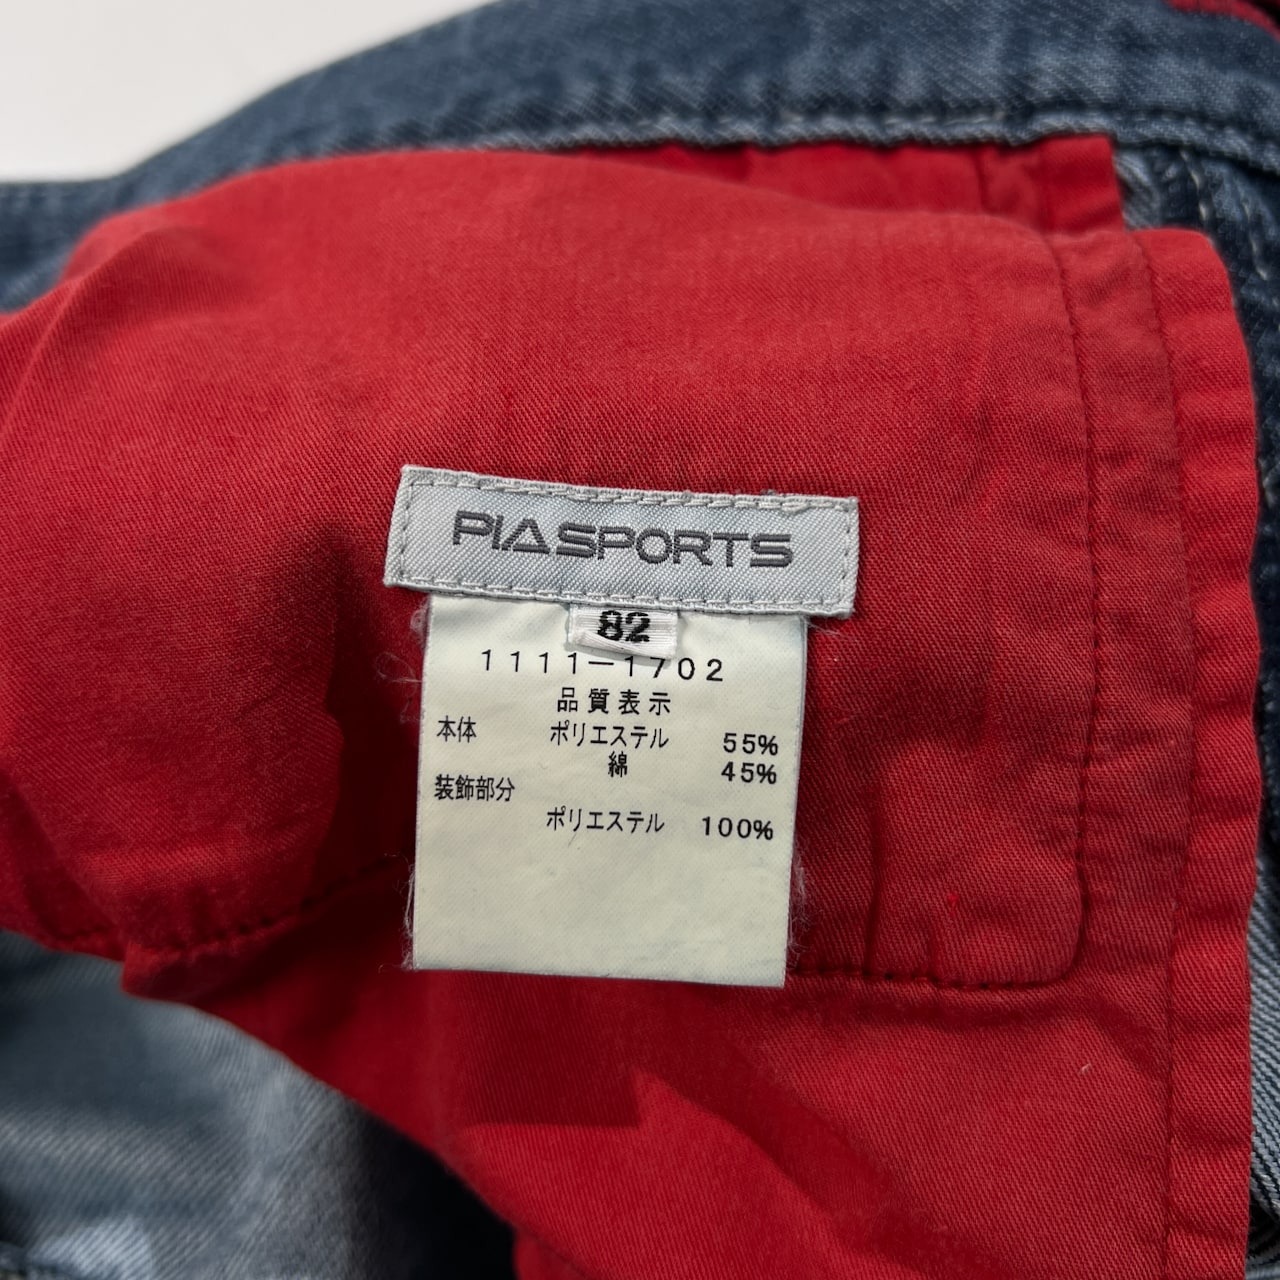 PIASPORTS
82
1111-1702
品質表示
本体 ポリエステル 55%
綿 45%
装飾部分
ポリエステル 100%